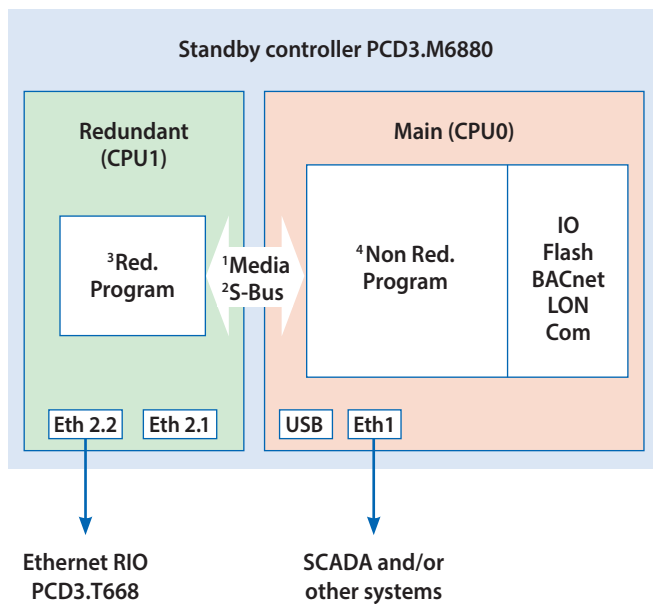 Standby controller PCD3.M6880
Redundant
(CPU1)
Main (CPU0)
³Red.
Program
¹Media
²S-Bus
⁴Non Red.
Program
IO
Flash
BACnet
LON
Com
Eth 2.2
Eth 2.1
USB
Eth1
Ethernet RIO
PCD3.T668
SCADA and/or
other systems